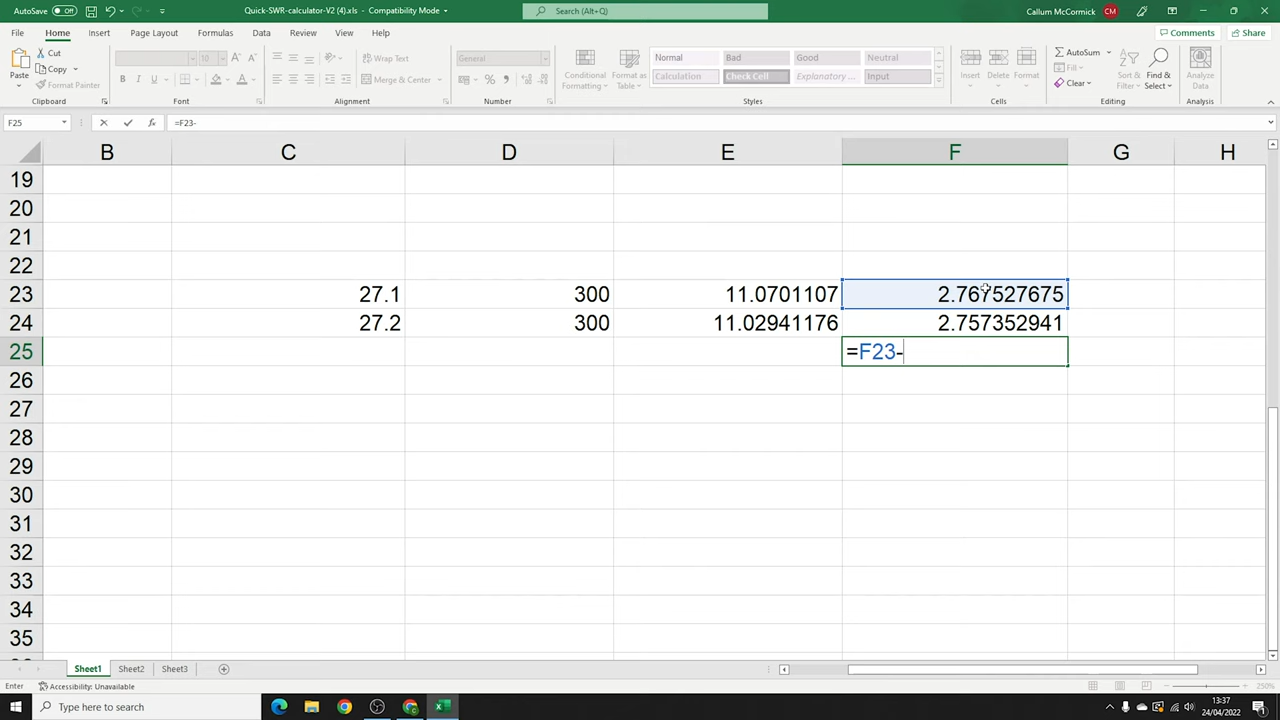 AutoSave Off Quick-SWR-calculator-V2 (4).xls - Compatibility Mode Search (Alt+Q) Callum McCormick CM
File Home Insert Page Layout Formulas Data Review View Help Comments Share
Paste Cut Copy Format Painter
10 A A B I U A
Wrap Text Merge & Center
General % 9
Conditional Formatting Format as Table
Normal Bad Good Neutral
Calculation Check Cell Explanatory ... Input
Insert Delete Format
AutoSum Fill Clear Sort & Filter Find & Select
Analyze Data
Clipboard Font Alignment Number Styles Cells Editing Analysis
F25 fx =F23-
B C D E F G H
19
20
21
22
23 27.1 300 11.0701107 2.767527675
24 27.2 300 11.02941176 2.757352941
25 =F23-
26
27
28
29
30
31
32
33
34
35
Sheet1 Sheet2 Sheet3
Enter Accessibility: Unavailable 250%
Type here to search 13:37
24/04/2022